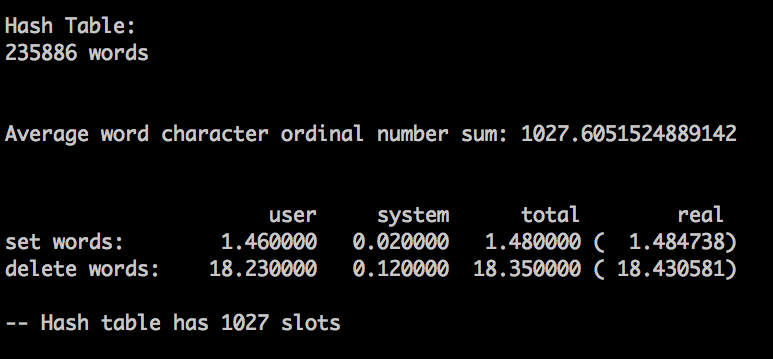 Hash Table:
235886 words
Average word character ordinal number sum: 1027.6051524889142
user system total real
set words: 1.460000 0.020000 1.480000 ( 1.484738)
delete words: 18.230000 0.120000 18.350000 ( 18.430581)
-- Hash table has 1027 slots